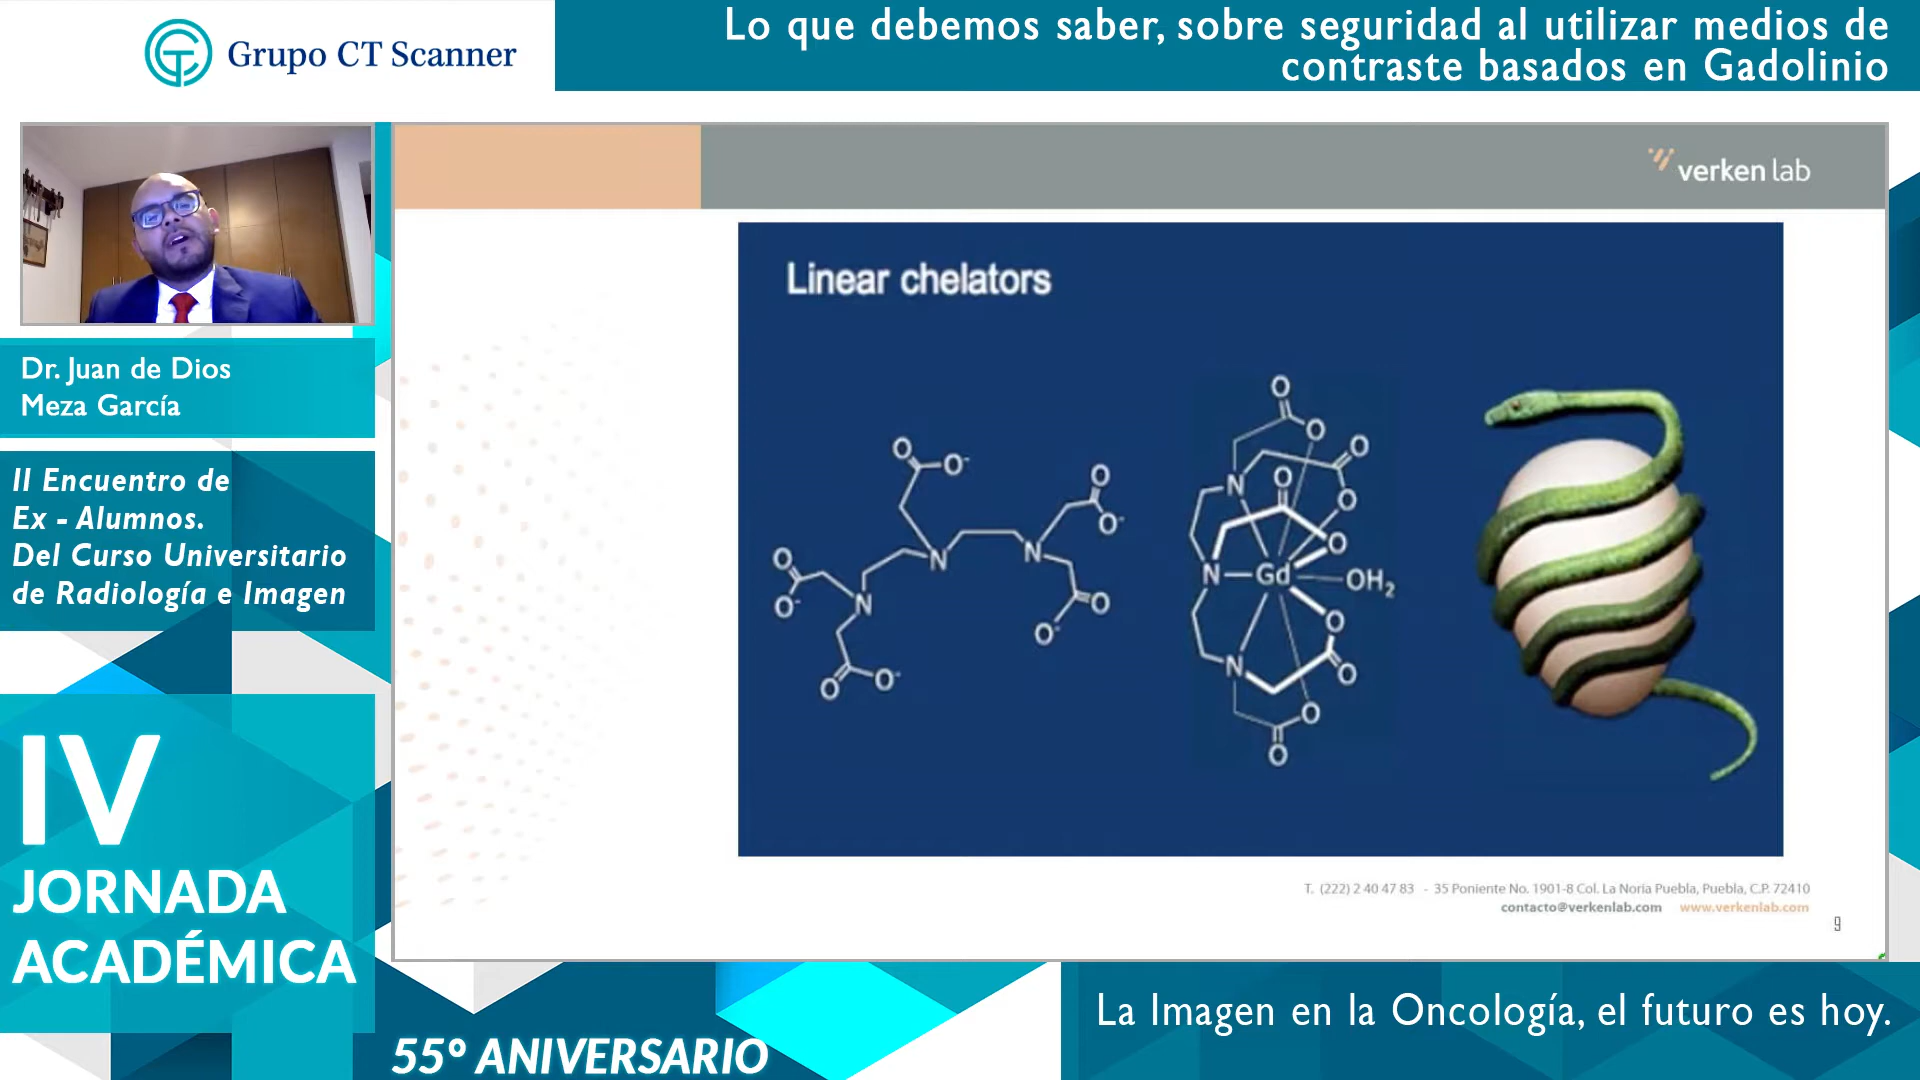 Grupo CT Scanner
Lo que debemos saber, sobre seguridad al utilizar medios de
contraste basados en Gadolinio
verken lab
Linear chelators
O
O
O
O
O
O-
O
O
O-
O
N
O
O-
N
N
O
O
N
Gd
OH2
O-
N
O
O
O-
O
N
O
O-
O
O
O
Dr. Juan de Dios
Meza García
II Encuentro de
Ex - Alumnos.
Del Curso Universitario
de Radiología e Imagen
IV
JORNADA
ACADÉMICA
T. (222) 2 40 47 83 - 35 Poniente No. 1901-8 Col. La Noria Puebla, Puebla, C.P. 72410
contacto@verkenlab.com www.verkenlab.com
9
55° ANIVERSARIO
La Imagen en la Oncología, el futuro es hoy.